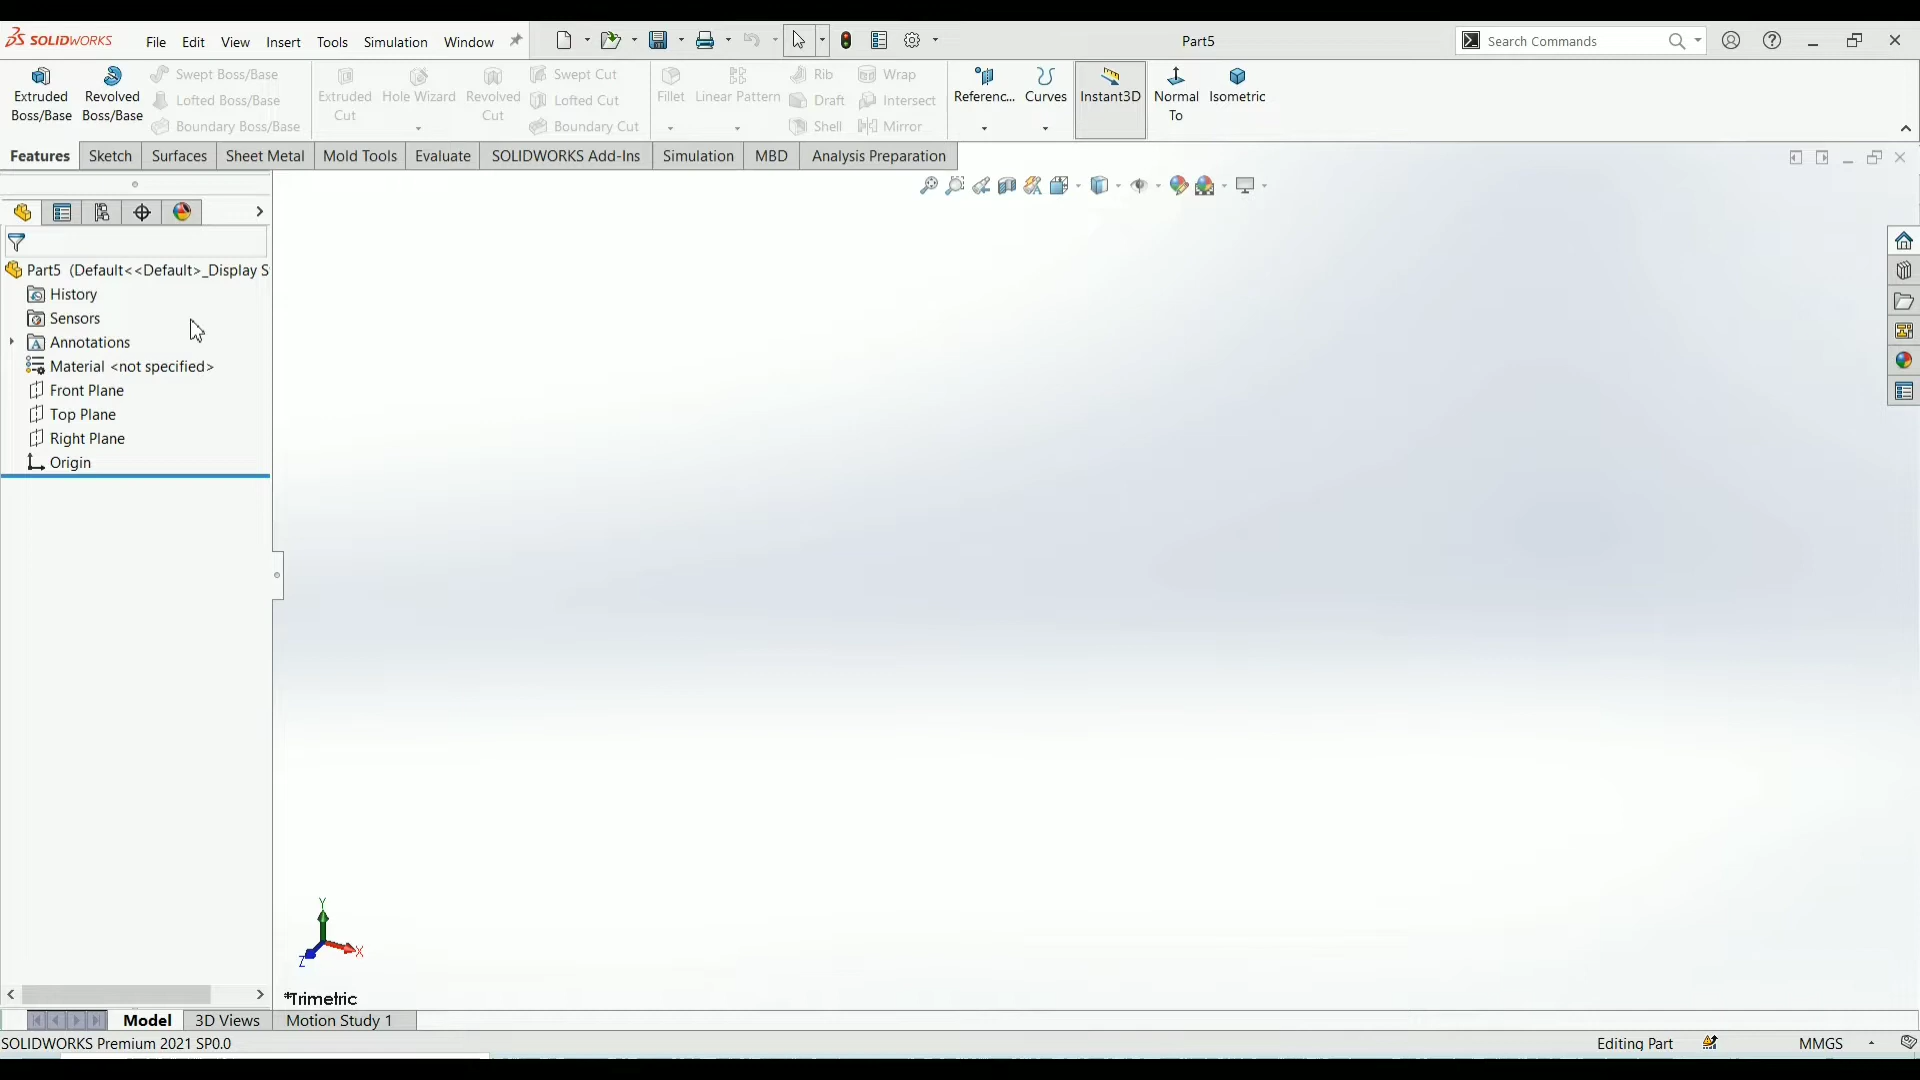 SOLIDWORKS File Edit View Insert Tools Simulation Window Part5 Search Commands
Extruded Boss/Base
Revolved Boss/Base
Swept Boss/Base
Lofted Boss/Base
Boundary Boss/Base
Extruded Cut
Hole Wizard
Revolved Cut
Swept Cut
Lofted Cut
Boundary Cut
Fillet
Linear Pattern
Rib
Draft
Shell
Wrap
Intersect
Mirror
Referenc...
Curves
Instant3D
Normal To
Isometric
Features Sketch Surfaces Sheet Metal Mold Tools Evaluate SOLIDWORKS Add-Ins Simulation MBD Analysis Preparation
Part5 (Default<<Default>_Display S
History
Sensors
Annotations
Material <not specified>
Front Plane
Top Plane
Right Plane
Origin
Y
X
Z
*Trimetric
Model 3D Views Motion Study 1
SOLIDWORKS Premium 2021 SP0.0 Editing Part MMGS